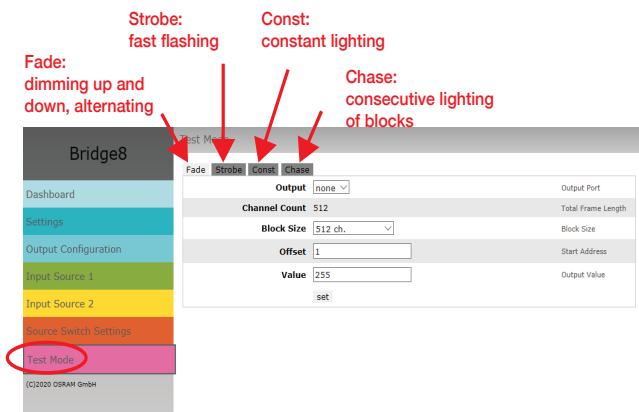 Strobe:
fast flashing
Const:
constant lighting
Fade:
dimming up and
down, alternating
Chase:
consecutive lighting
of blocks
Bridge8
Test Mode
Fade Strobe Const Chase
Output none Output Port
Channel Count 512 Total Frame Length
Block Size 512 ch. Block Size
Offset 1 Start Address
Value 255 Output Value
set
Dashboard
Settings
Output Configuration
Input Source 1
Input Source 2
Source Switch Settings
Test Mode
(C)2020 OSRAM GmbH